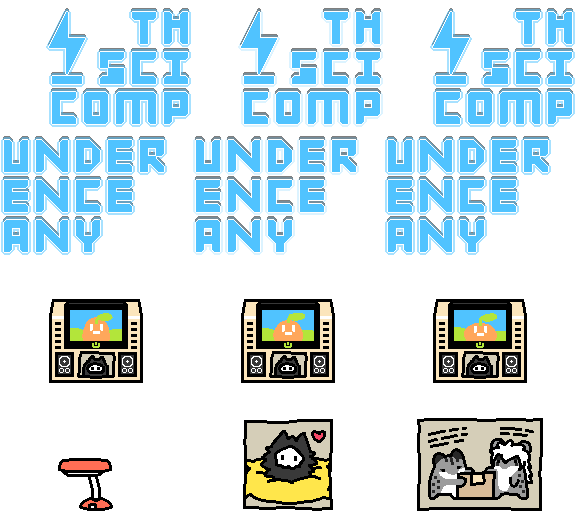 TH
SCI
COMP
TH
SCI
COMP
TH
SCI
COMP
UNDER
ENCE
ANY
UNDER
ENCE
ANY
UNDER
ENCE
ANY